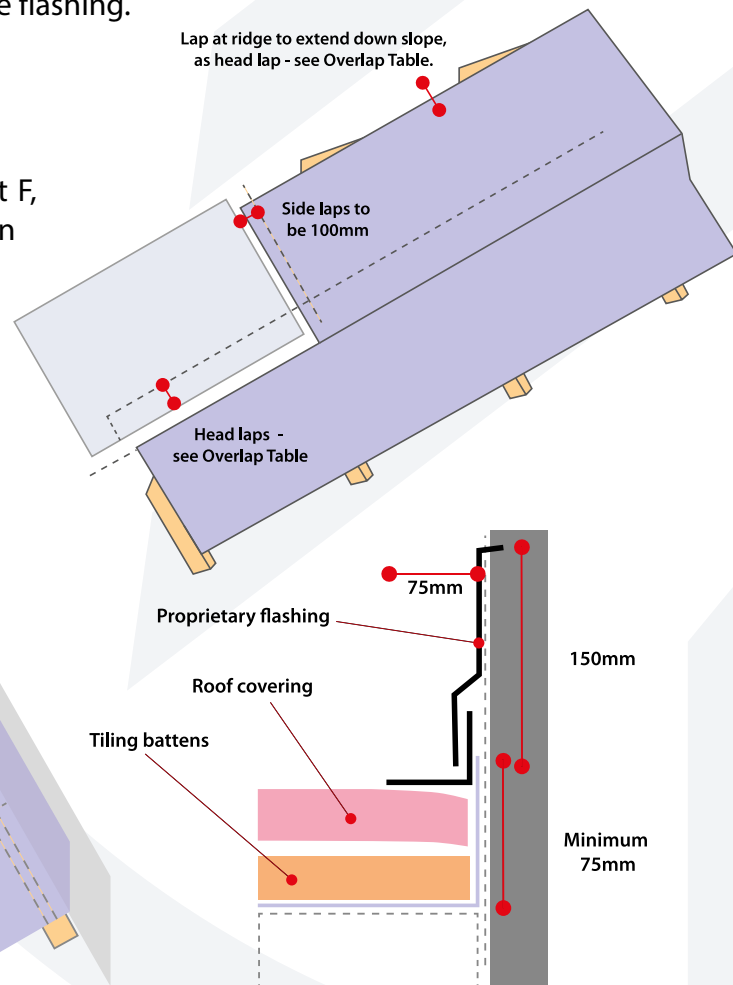 e flashing.
Lap at ridge to extend down slope,
as head lap - see Overlap Table.
t F,
n
Side laps to
be 100mm
Head laps -
see Overlap Table
75mm
Proprietary flashing
150mm
Roof covering
Tiling battens
Minimum
75mm